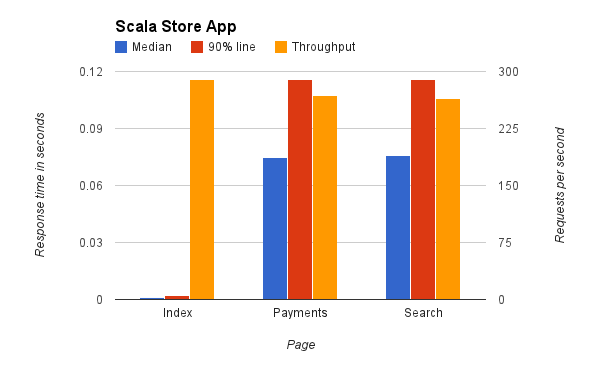 Scala Store App
Median 90% line Throughput
0.12 300
0.09 225
0.06 150
0.03 75
0 0
Response time in seconds
Requests per second
Index Payments Search
Page